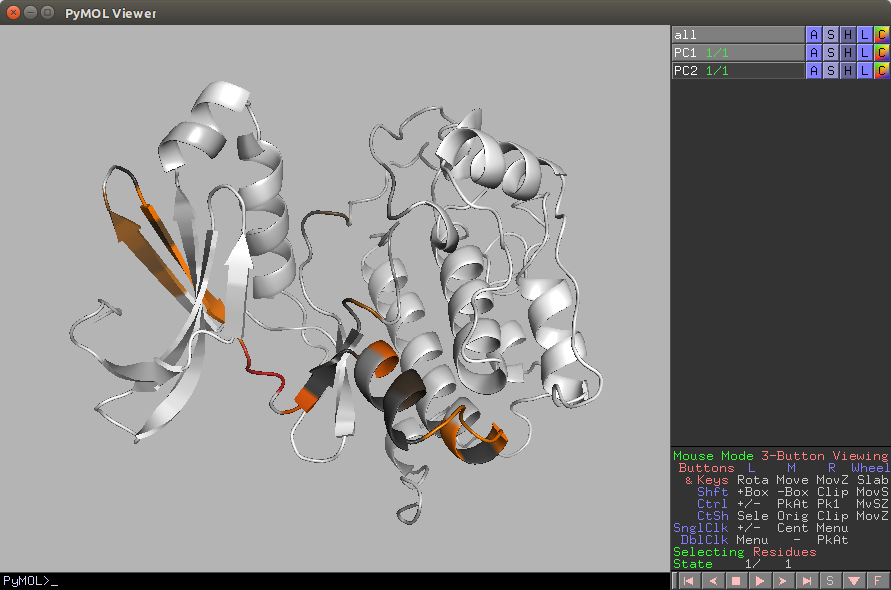 PyMOL Viewer
all A S H L C
PC1 1/1 A S H L C
PC2 1/1 A S H L C
Mouse Mode 3-Button Viewing
Buttons L M R Wheel
& Keys Rota Move MovZ Slab
Shft +Box -Box Clip MovS
Ctrl +/- PkAt Pk1 MvSZ
CtSh Sele Orig Clip MovZ
SnglClk +/- Cent Menu
DblClk Menu - PkAt
Selecting Residues
State 1/ 1
PyMOL>_
S F